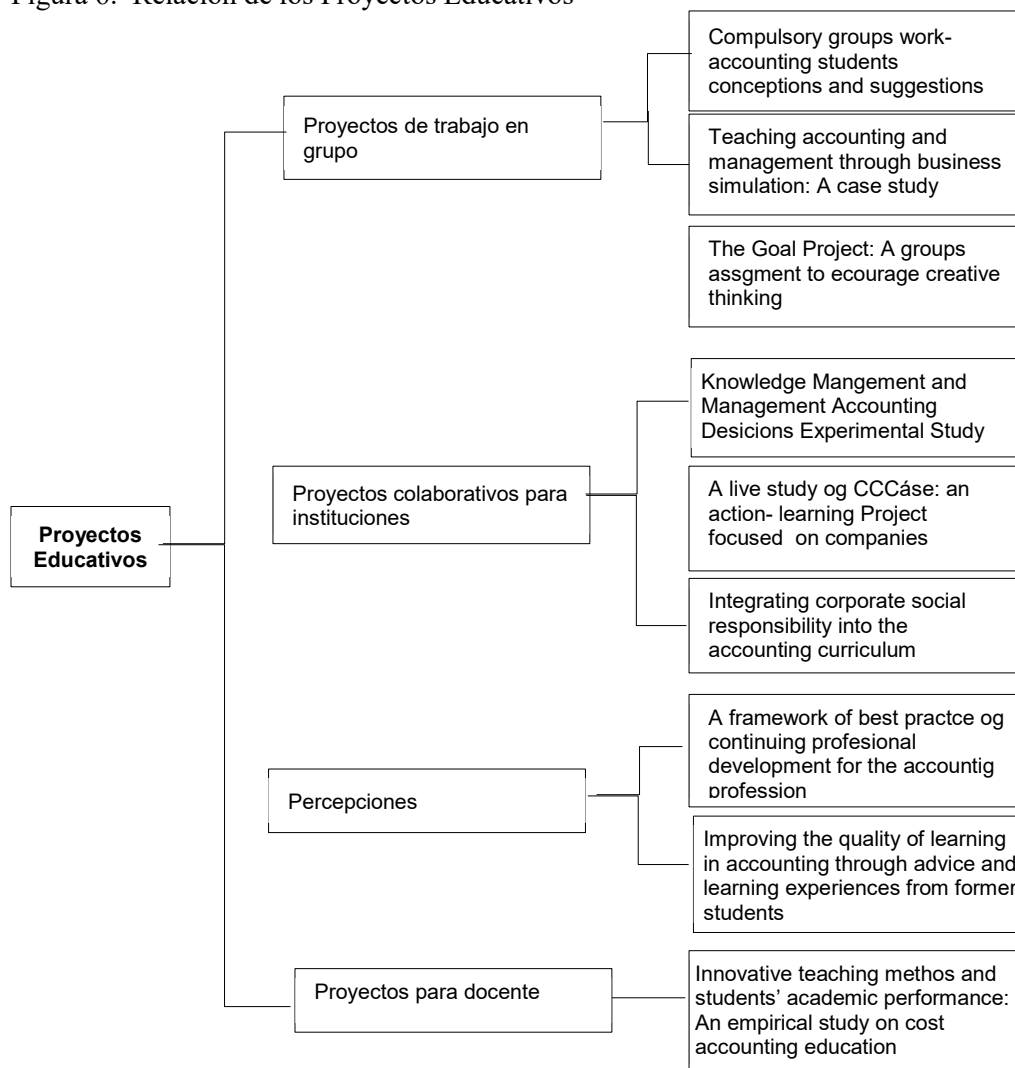 Figura 6. Relación de los Proyectos Educativos
Proyectos
Educativos
Proyectos de trabajo en
grupo
Compulsory groups work-
accounting students
conceptions and suggestions
Teaching accounting and
management through business
simulation: A case study
The Goal Project: A groups
assgment to ecourage creative
thinking
Proyectos colaborativos para
instituciones
Knowledge Mangement and
Management Accounting
Desicions Experimental Study
A live study og CCCáse: an
action- learning Project
focused on companies
Integrating corporate social
responsibility into the
accounting curriculum
Percepciones
A framework of best practce og
continuing profesional
development for the accountig
profession
Improving the quality of learning
in accounting through advice and
learning experiences from former
students
Proyectos para docente
Innovative teaching methos and
students’ academic performance:
An empirical study on cost
accounting education